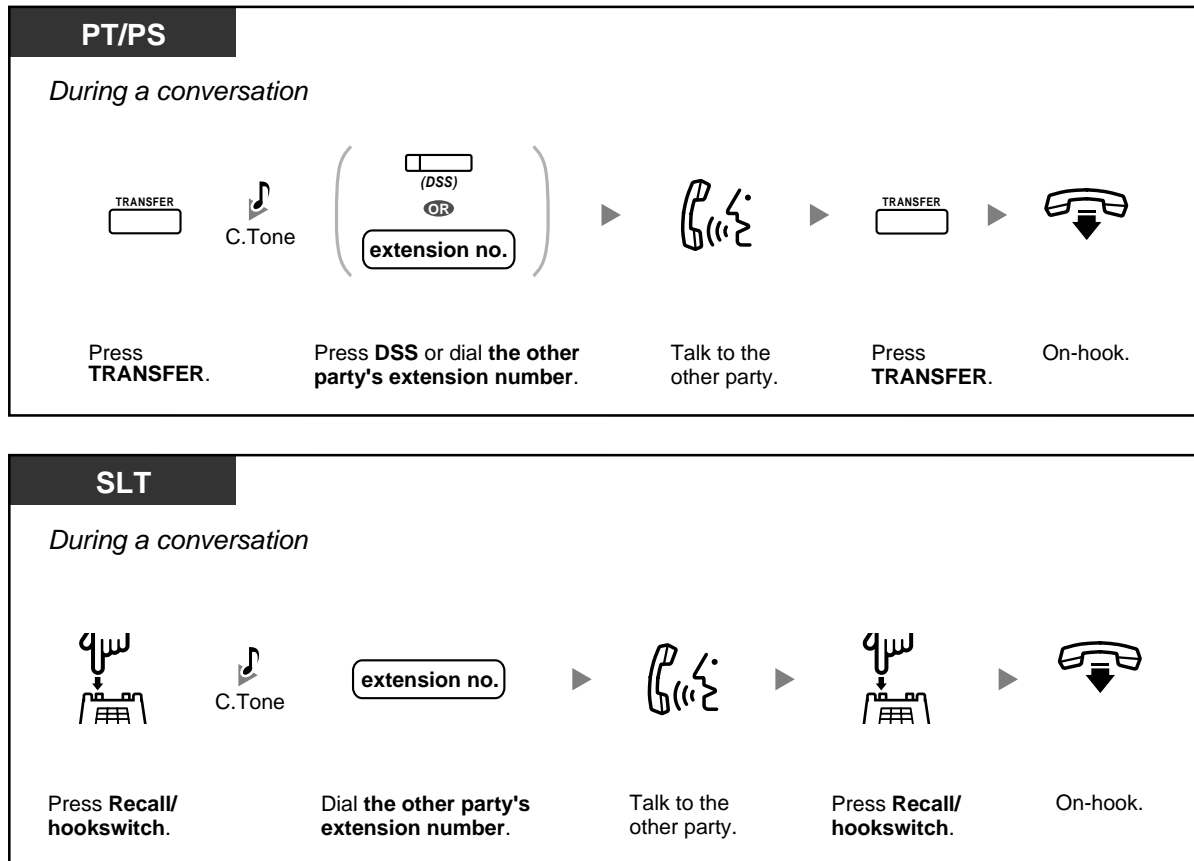 PT/PS
During a conversation
TRANSFER
C.Tone
(DSS)
OR
extension no.
TRANSFER
Press
TRANSFER.
Press DSS or dial the other
party's extension number.
Talk to the
other party.
Press
TRANSFER.
On-hook.
SLT
During a conversation
C.Tone
extension no.
Press Recall/
hookswitch.
Dial the other party's
extension number.
Talk to the
other party.
Press Recall/
hookswitch.
On-hook.